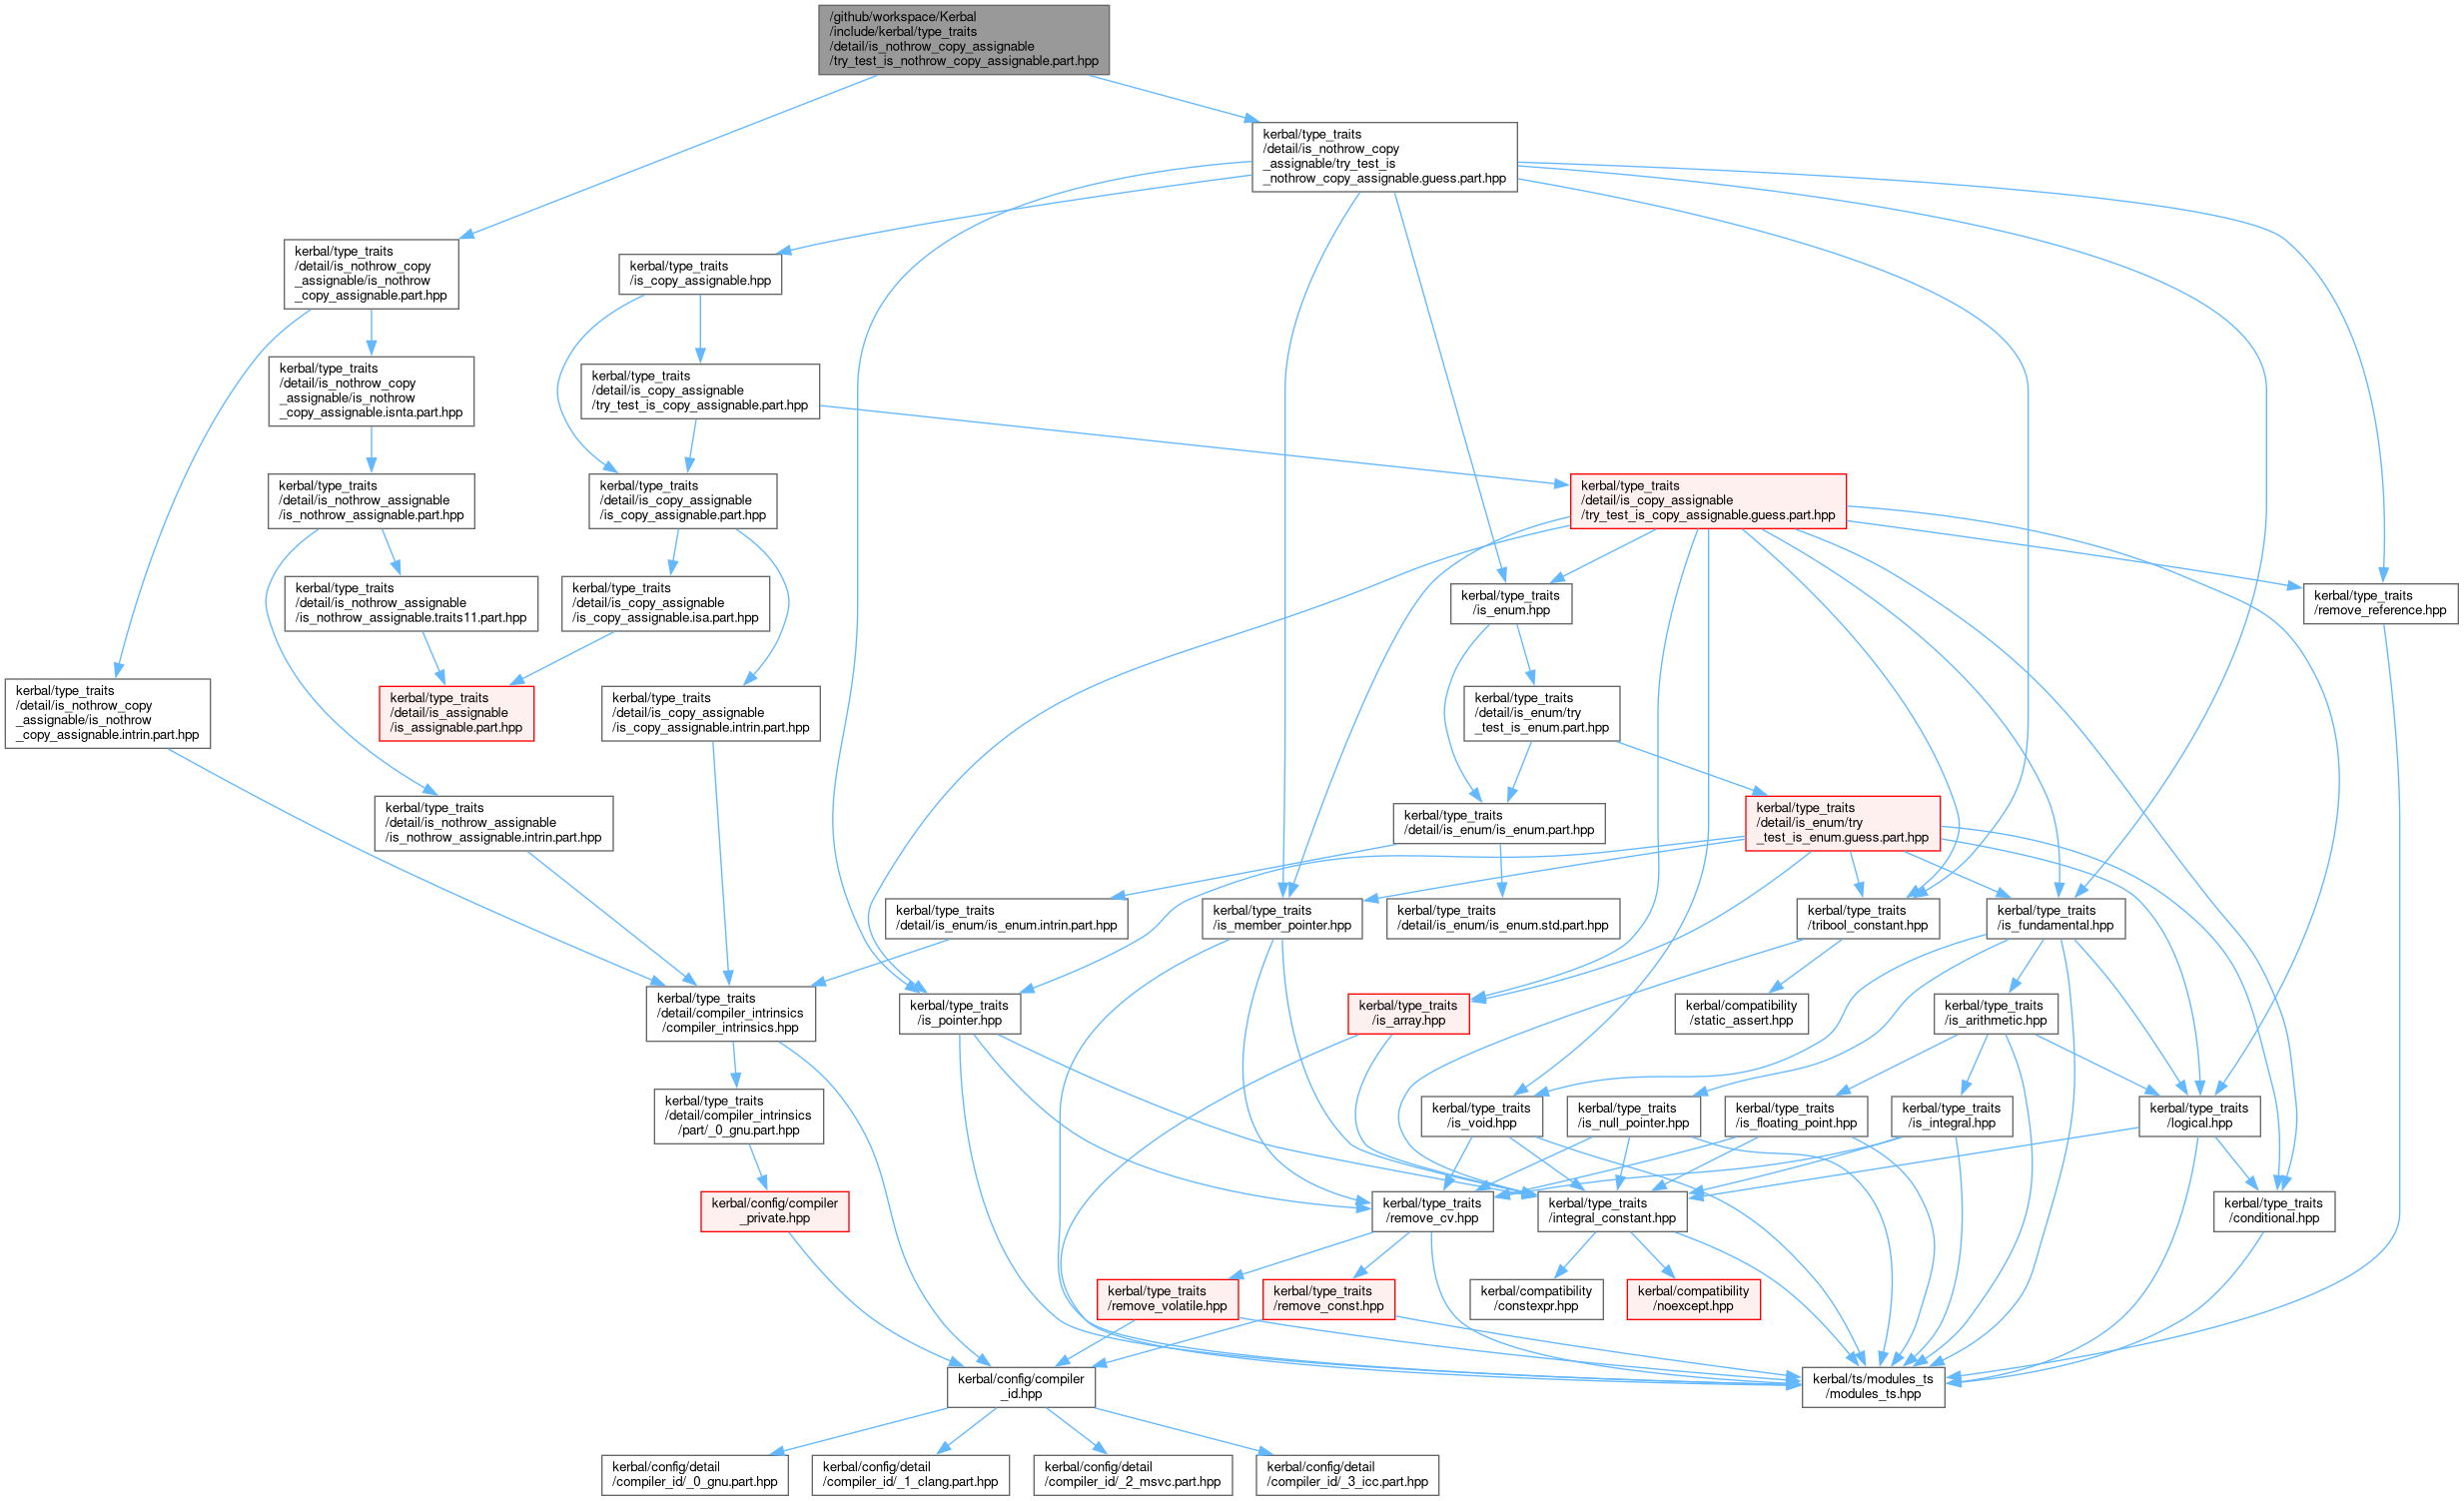 /github/workspace/Kerbal
/include/kerbal/type_traits
/detail/is_nothrow_copy_assignable
/try_test_is_nothrow_copy_assignable.part.hpp
kerbal/type_traits
/detail/is_nothrow_copy
_assignable/try_test_is
_nothrow_copy_assignable.guess.part.hpp
kerbal/type_traits
/detail/is_nothrow_copy
_assignable/is_nothrow
_copy_assignable.part.hpp
kerbal/type_traits
/is_copy_assignable.hpp
kerbal/type_traits
/detail/is_nothrow_copy
_assignable/is_nothrow
_copy_assignable.isnta.part.hpp
kerbal/type_traits
/detail/is_copy_assignable
/try_test_is_copy_assignable.part.hpp
kerbal/type_traits
/detail/is_nothrow_assignable
/is_nothrow_assignable.part.hpp
kerbal/type_traits
/detail/is_copy_assignable
/is_copy_assignable.part.hpp
kerbal/type_traits
/detail/is_copy_assignable
/try_test_is_copy_assignable.guess.part.hpp
kerbal/type_traits
/detail/is_nothrow_assignable
/is_nothrow_assignable.traits11.part.hpp
kerbal/type_traits
/detail/is_copy_assignable
/is_copy_assignable.isa.part.hpp
kerbal/type_traits
/is_enum.hpp
kerbal/type_traits
/remove_reference.hpp
kerbal/type_traits
/detail/is_nothrow_copy
_assignable/is_nothrow
_copy_assignable.intrin.part.hpp
kerbal/type_traits
/detail/is_assignable
/is_assignable.part.hpp
kerbal/type_traits
/detail/is_copy_assignable
/is_copy_assignable.intrin.part.hpp
kerbal/type_traits
/detail/is_enum/try
_test_is_enum.part.hpp
kerbal/type_traits
/detail/is_nothrow_assignable
/is_nothrow_assignable.intrin.part.hpp
kerbal/type_traits
/detail/is_enum/is_enum.part.hpp
kerbal/type_traits
/detail/is_enum/try
_test_is_enum.guess.part.hpp
kerbal/type_traits
/detail/is_enum/is_enum.intrin.part.hpp
kerbal/type_traits
/is_member_pointer.hpp
kerbal/type_traits
/detail/is_enum/is_enum.std.part.hpp
kerbal/type_traits
/tribool_constant.hpp
kerbal/type_traits
/is_fundamental.hpp
kerbal/type_traits
/detail/compiler_intrinsics
/compiler_intrinsics.hpp
kerbal/type_traits
/is_pointer.hpp
kerbal/type_traits
/is_array.hpp
kerbal/compatibility
/static_assert.hpp
kerbal/type_traits
/is_arithmetic.hpp
kerbal/type_traits
/detail/compiler_intrinsics
/part/_0_gnu.part.hpp
kerbal/type_traits
/is_void.hpp
kerbal/type_traits
/is_null_pointer.hpp
kerbal/type_traits
/is_floating_point.hpp
kerbal/type_traits
/is_integral.hpp
kerbal/type_traits
/logical.hpp
kerbal/config/compiler
_private.hpp
kerbal/type_traits
/remove_cv.hpp
kerbal/type_traits
/integral_constant.hpp
kerbal/type_traits
/conditional.hpp
kerbal/type_traits
/remove_volatile.hpp
kerbal/type_traits
/remove_const.hpp
kerbal/compatibility
/constexpr.hpp
kerbal/compatibility
/noexcept.hpp
kerbal/config/compiler
_id.hpp
kerbal/ts/modules_ts
/modules_ts.hpp
kerbal/config/detail
/compiler_id/_0_gnu.part.hpp
kerbal/config/detail
/compiler_id/_1_clang.part.hpp
kerbal/config/detail
/compiler_id/_2_msvc.part.hpp
kerbal/config/detail
/compiler_id/_3_icc.part.hpp